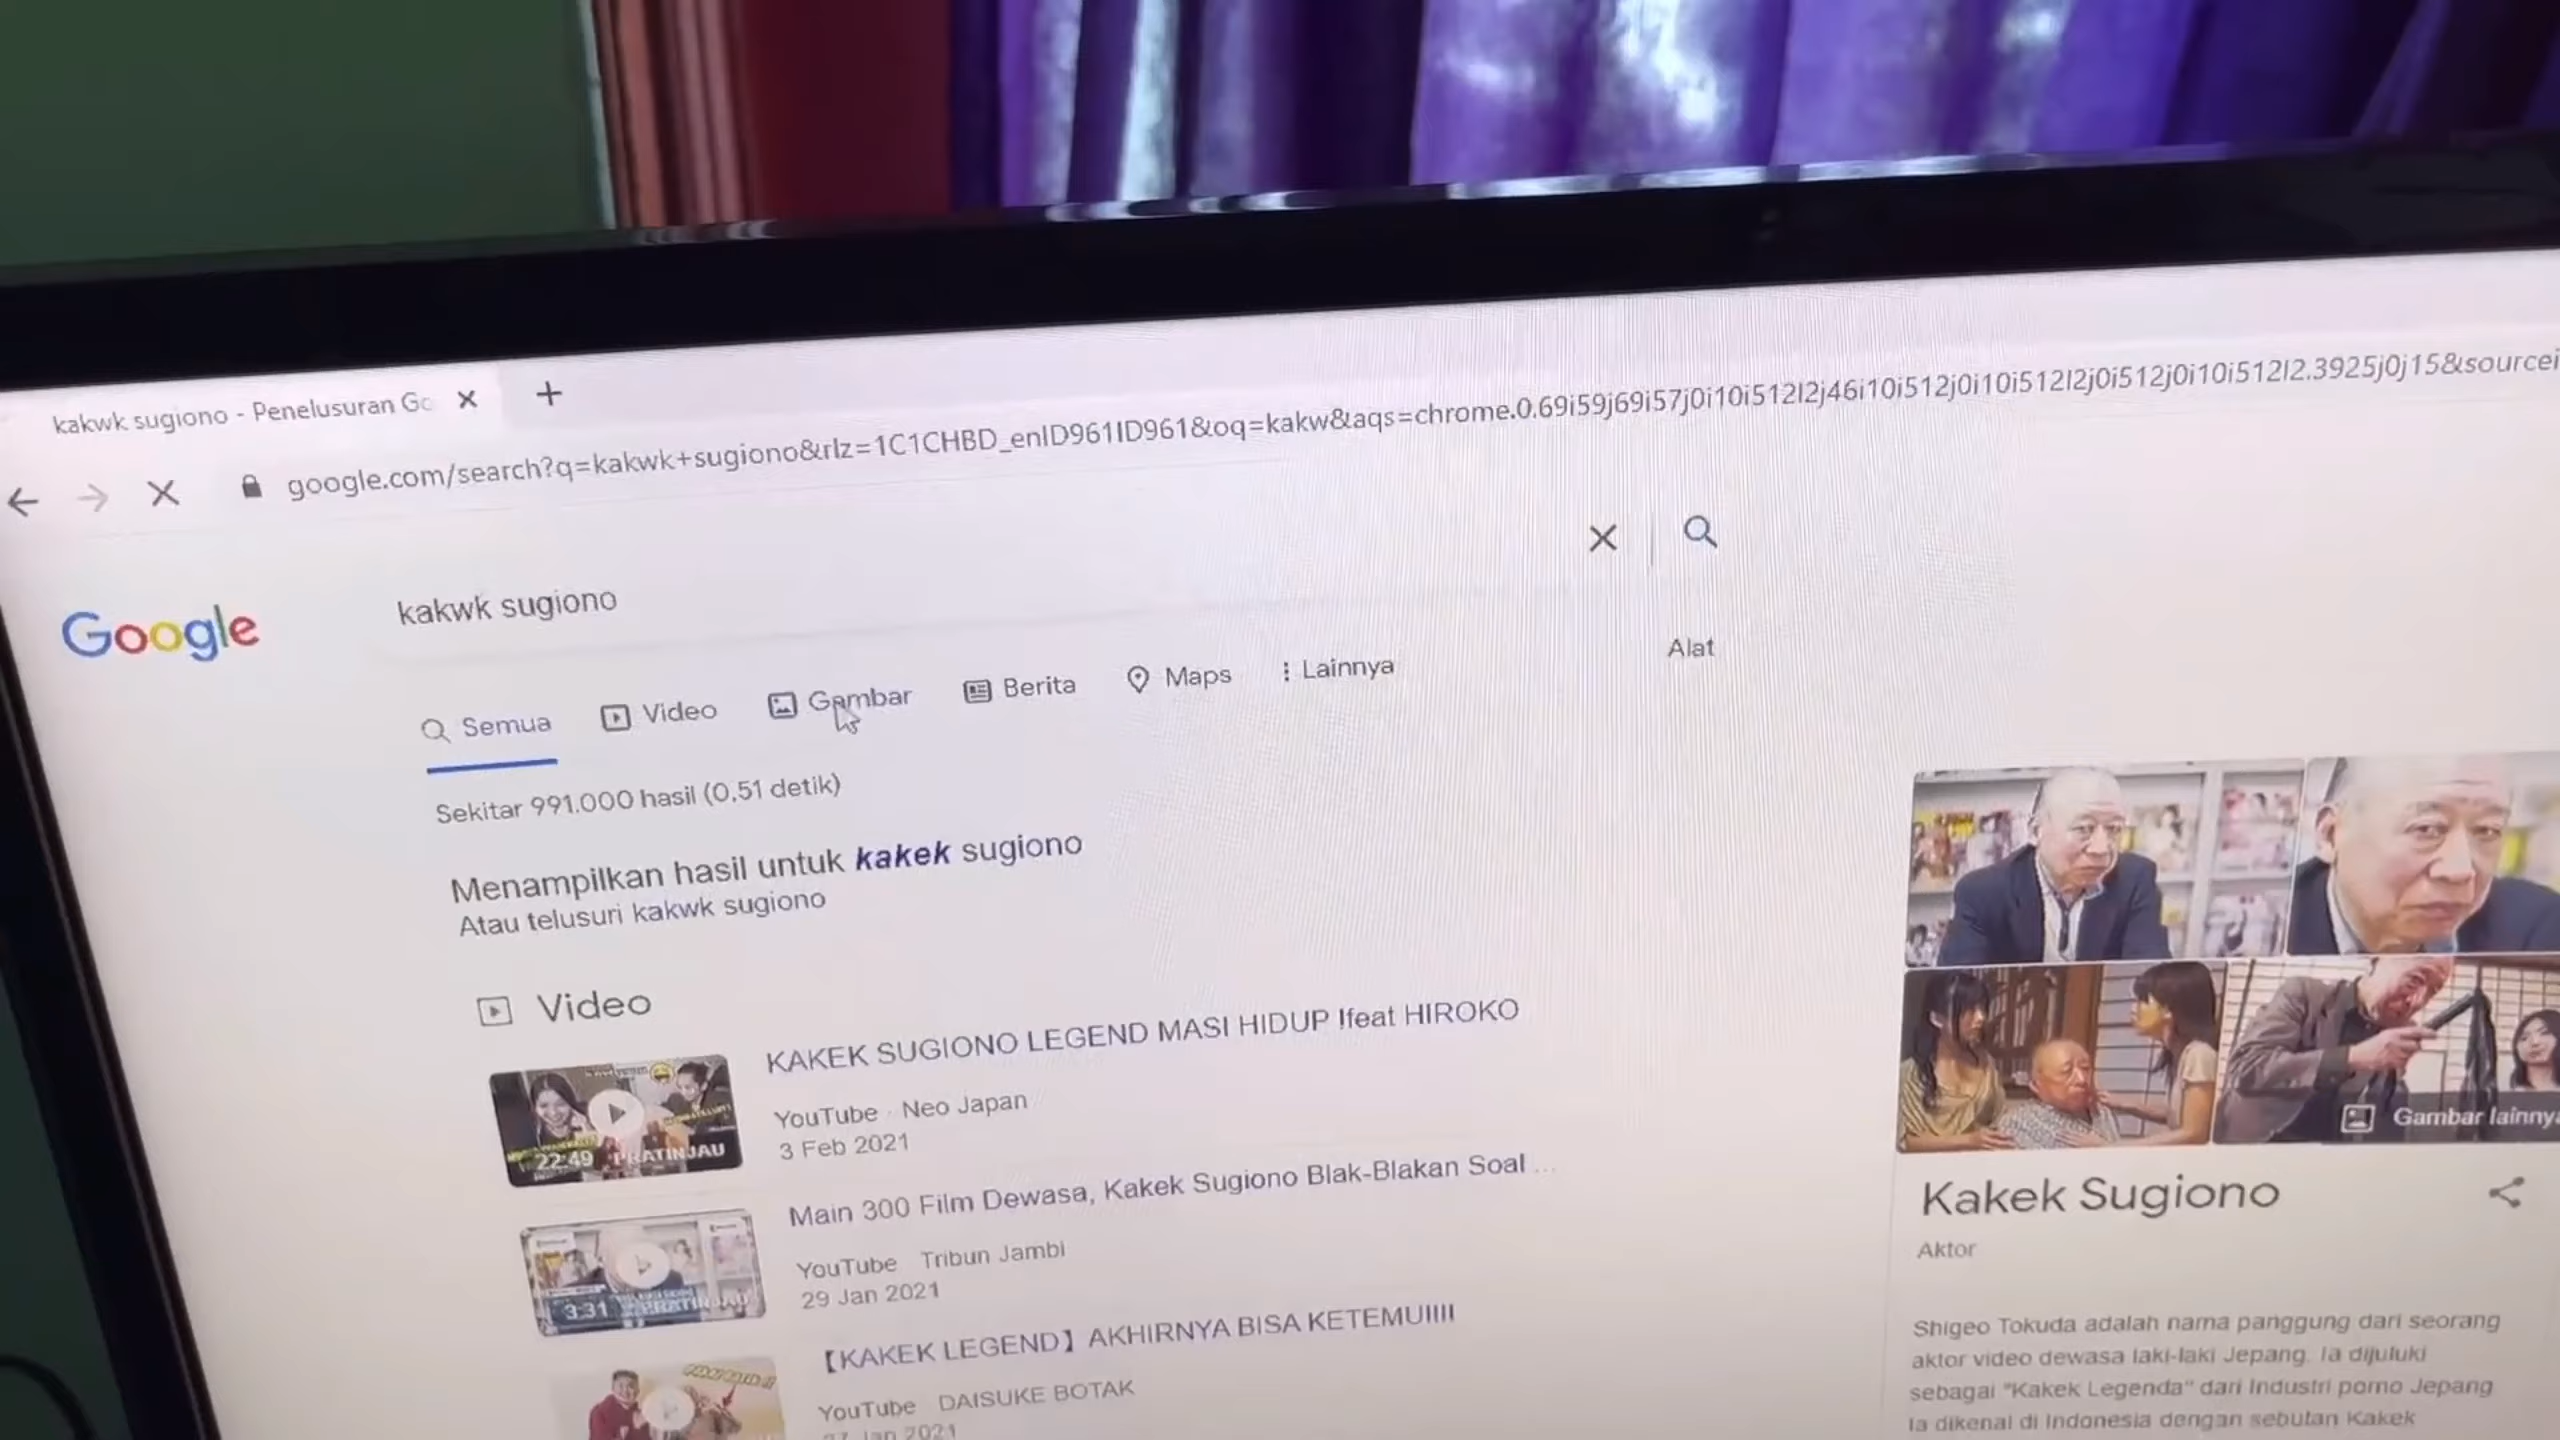 kakwk sugiono - Penelusuran Go
google.com/search?q=kakwk+sugiono&rlz=1C1CHBD_enID961ID961&oq=kakw&aqs=chrome.0.69i59j69i57j0i10i512l2j46i10i512j0i10i512l2j0i512j0i10i512l2.3925j0j15&sourcei
Google
kakwk sugiono
Semua Video Gambar Berita Maps Lainnya Alat
Sekitar 991.000 hasil (0,51 detik)
Menampilkan hasil untuk kakek sugiono
Atau telusuri kakwk sugiono
Video
KAKEK SUGIONO LEGEND MASI HIDUP !feat HIROKO
YouTube · Neo Japan
3 Feb 2021
22:49 PRATINJAU
Main 300 Film Dewasa, Kakek Sugiono Blak-Blakan Soal ...
YouTube Tribun Jambi
29 Jan 2021
3:31 PRATINJAU
【KAKEK LEGEND】AKHIRNYA BISA KETEMU!!!!
YouTube DAISUKE BOTAK
27 Jan 2021
Gambar lainnya
Kakek Sugiono
Aktor
Shigeo Tokuda adalah nama panggung dari seorang
aktor video dewasa laki-laki Jepang. Ia dijuluki
sebagai "Kakek Legenda" dari Industri porno Jepang
Ia dikenal di Indonesia dengan sebutan Kakek